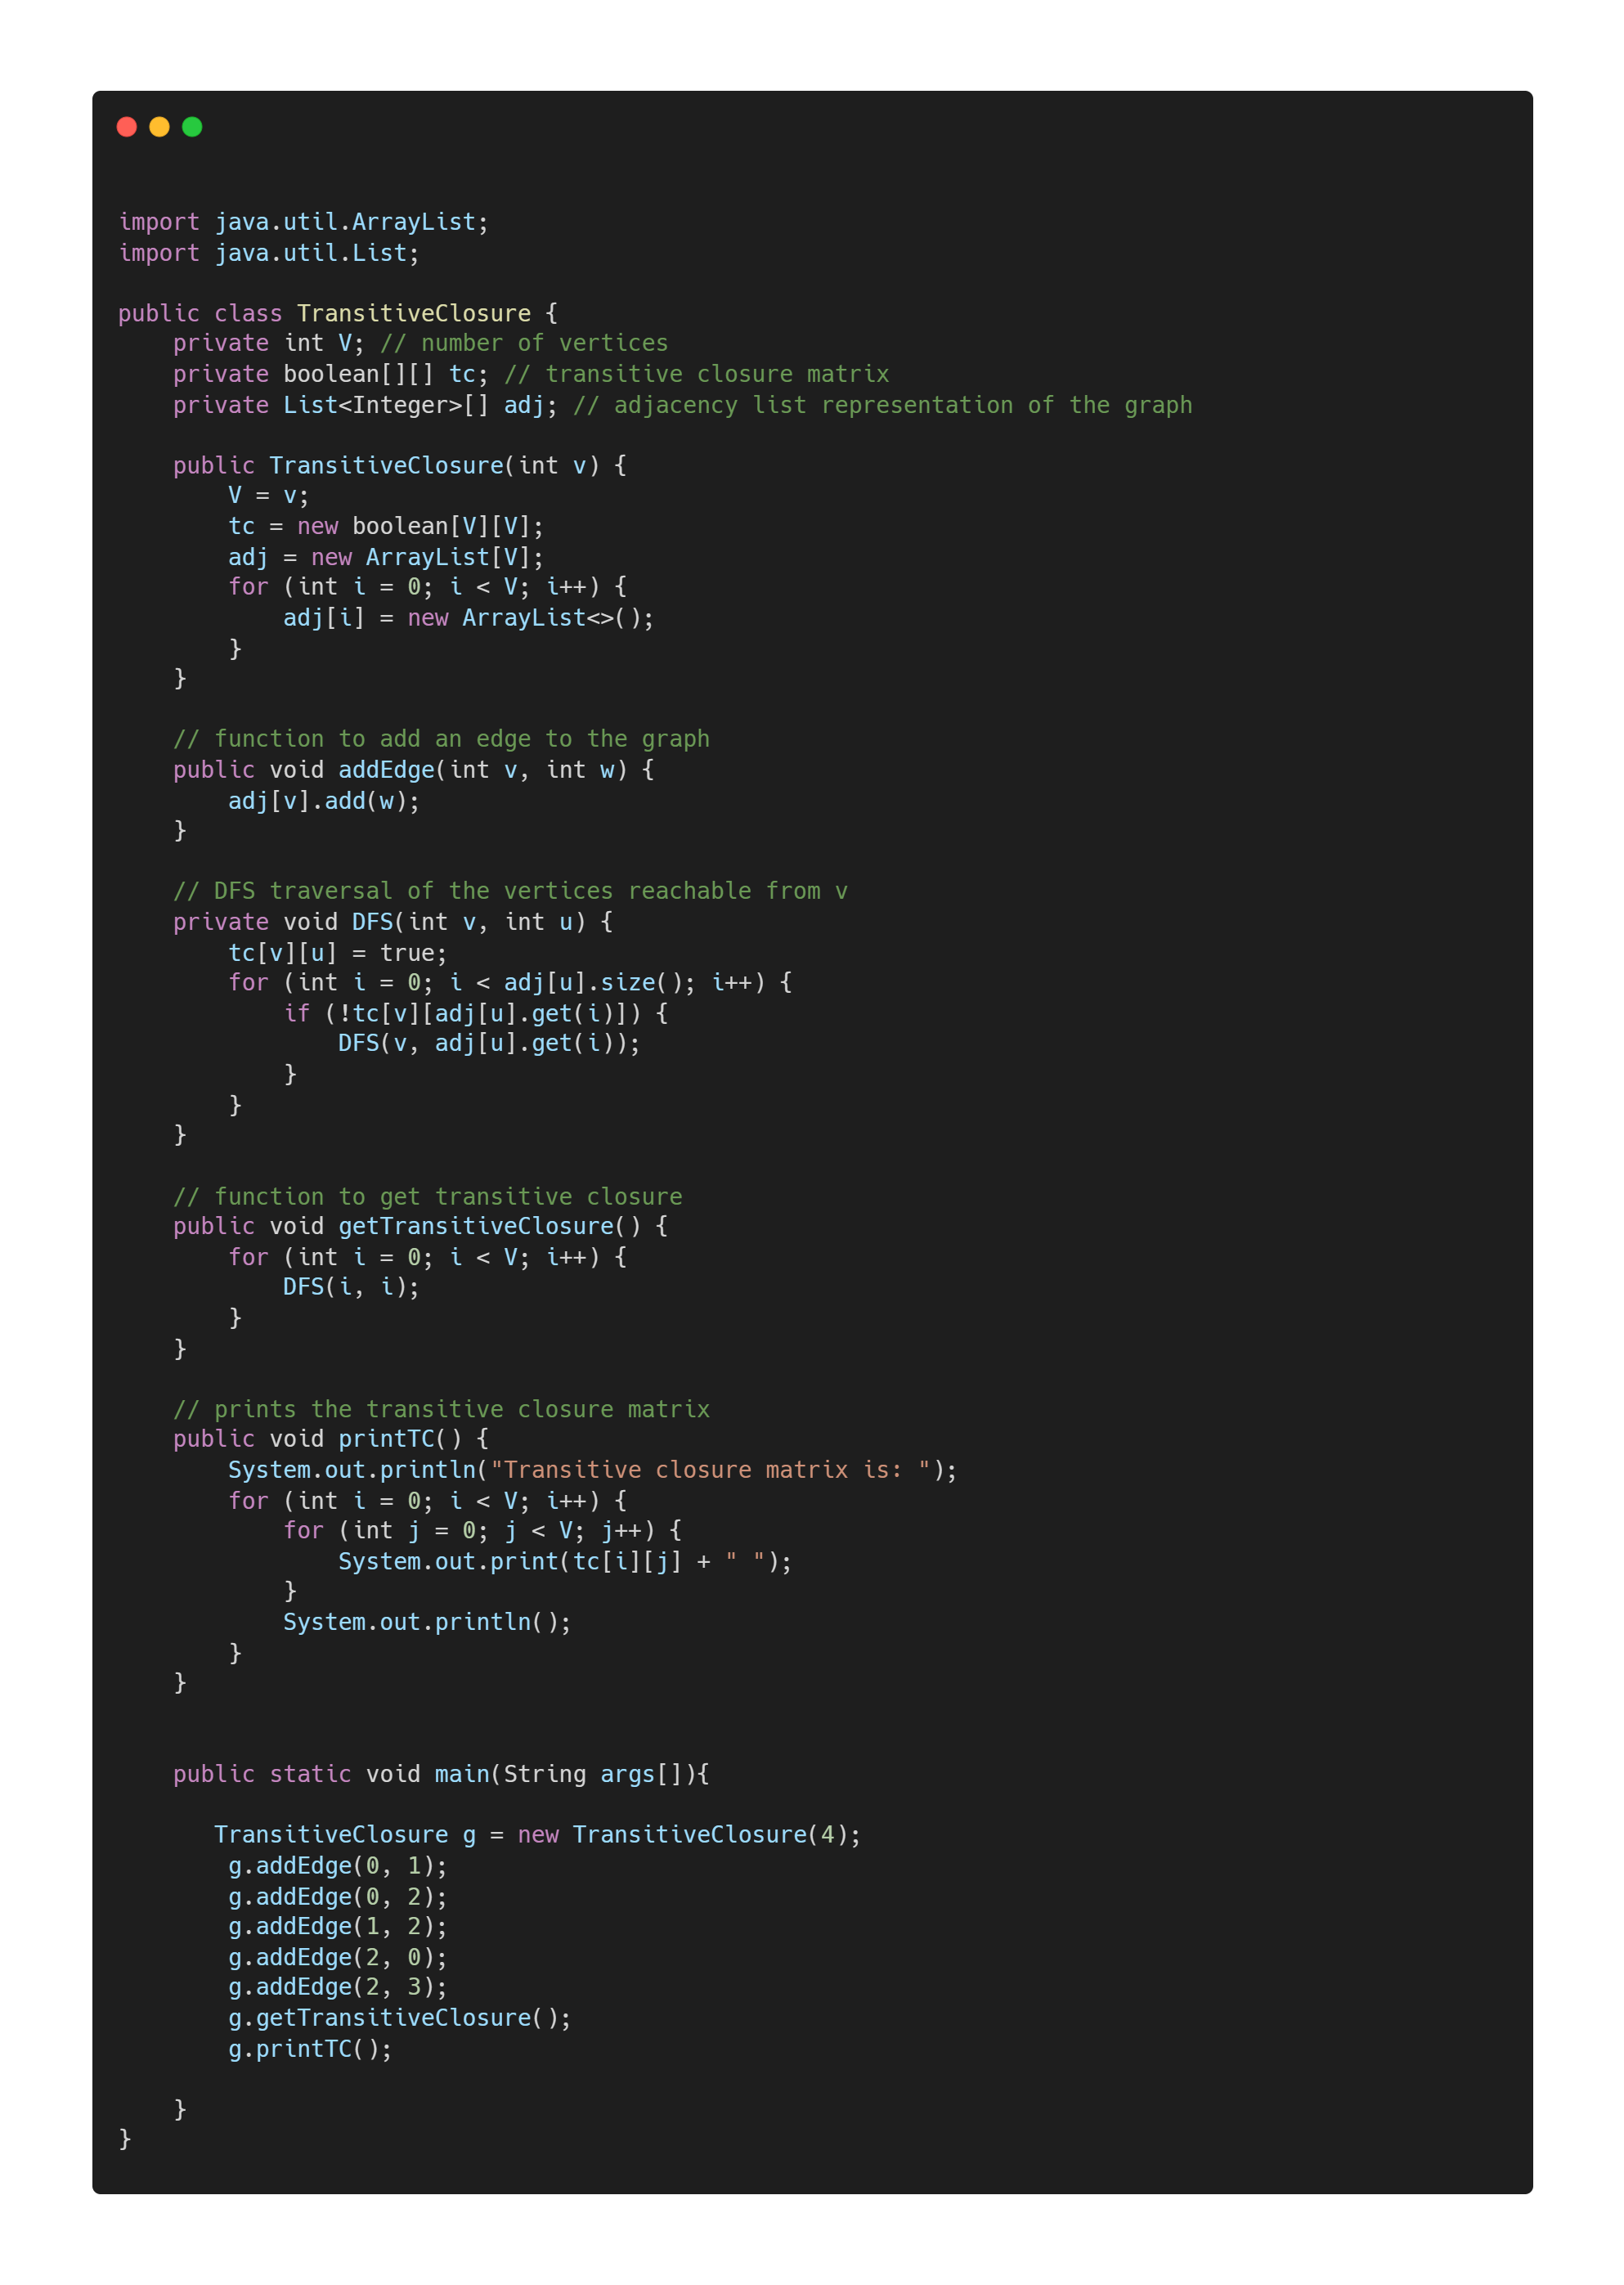 import java.util.ArrayList;
import java.util.List;

public class TransitiveClosure {
    private int V; // number of vertices
    private boolean[][] tc; // transitive closure matrix
    private List<Integer>[] adj; // adjacency list representation of the graph

    public TransitiveClosure(int v) {
        V = v;
        tc = new boolean[V][V];
        adj = new ArrayList[V];
        for (int i = 0; i < V; i++) {
            adj[i] = new ArrayList<>();
        }
    }

    // function to add an edge to the graph
    public void addEdge(int v, int w) {
        adj[v].add(w);
    }

    // DFS traversal of the vertices reachable from v
    private void DFS(int v, int u) {
        tc[v][u] = true;
        for (int i = 0; i < adj[u].size(); i++) {
            if (!tc[v][adj[u].get(i)]) {
                DFS(v, adj[u].get(i));
            }
        }
    }

    // function to get transitive closure
    public void getTransitiveClosure() {
        for (int i = 0; i < V; i++) {
            DFS(i, i);
        }
    }

    // prints the transitive closure matrix
    public void printTC() {
        System.out.println("Transitive closure matrix is: ");
        for (int i = 0; i < V; i++) {
            for (int j = 0; j < V; j++) {
                System.out.print(tc[i][j] + " ");
            }
            System.out.println();
        }
    }


    public static void main(String args[]){

       TransitiveClosure g = new TransitiveClosure(4);
        g.addEdge(0, 1);
        g.addEdge(0, 2);
        g.addEdge(1, 2);
        g.addEdge(2, 0);
        g.addEdge(2, 3);
        g.getTransitiveClosure();
        g.printTC();

    }
}